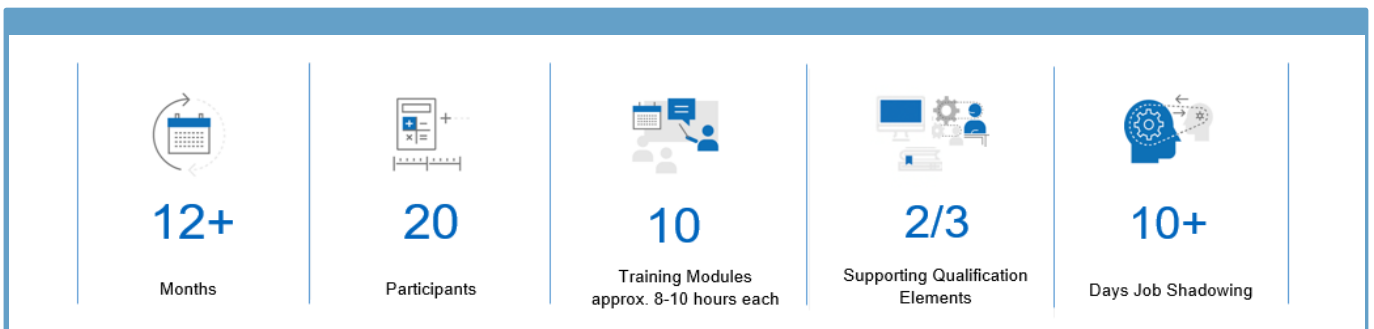 12+
Months
20
Participants
10
Training Modules
approx. 8-10 hours each
2/3
Supporting Qualification
Elements
10+
Days Job Shadowing